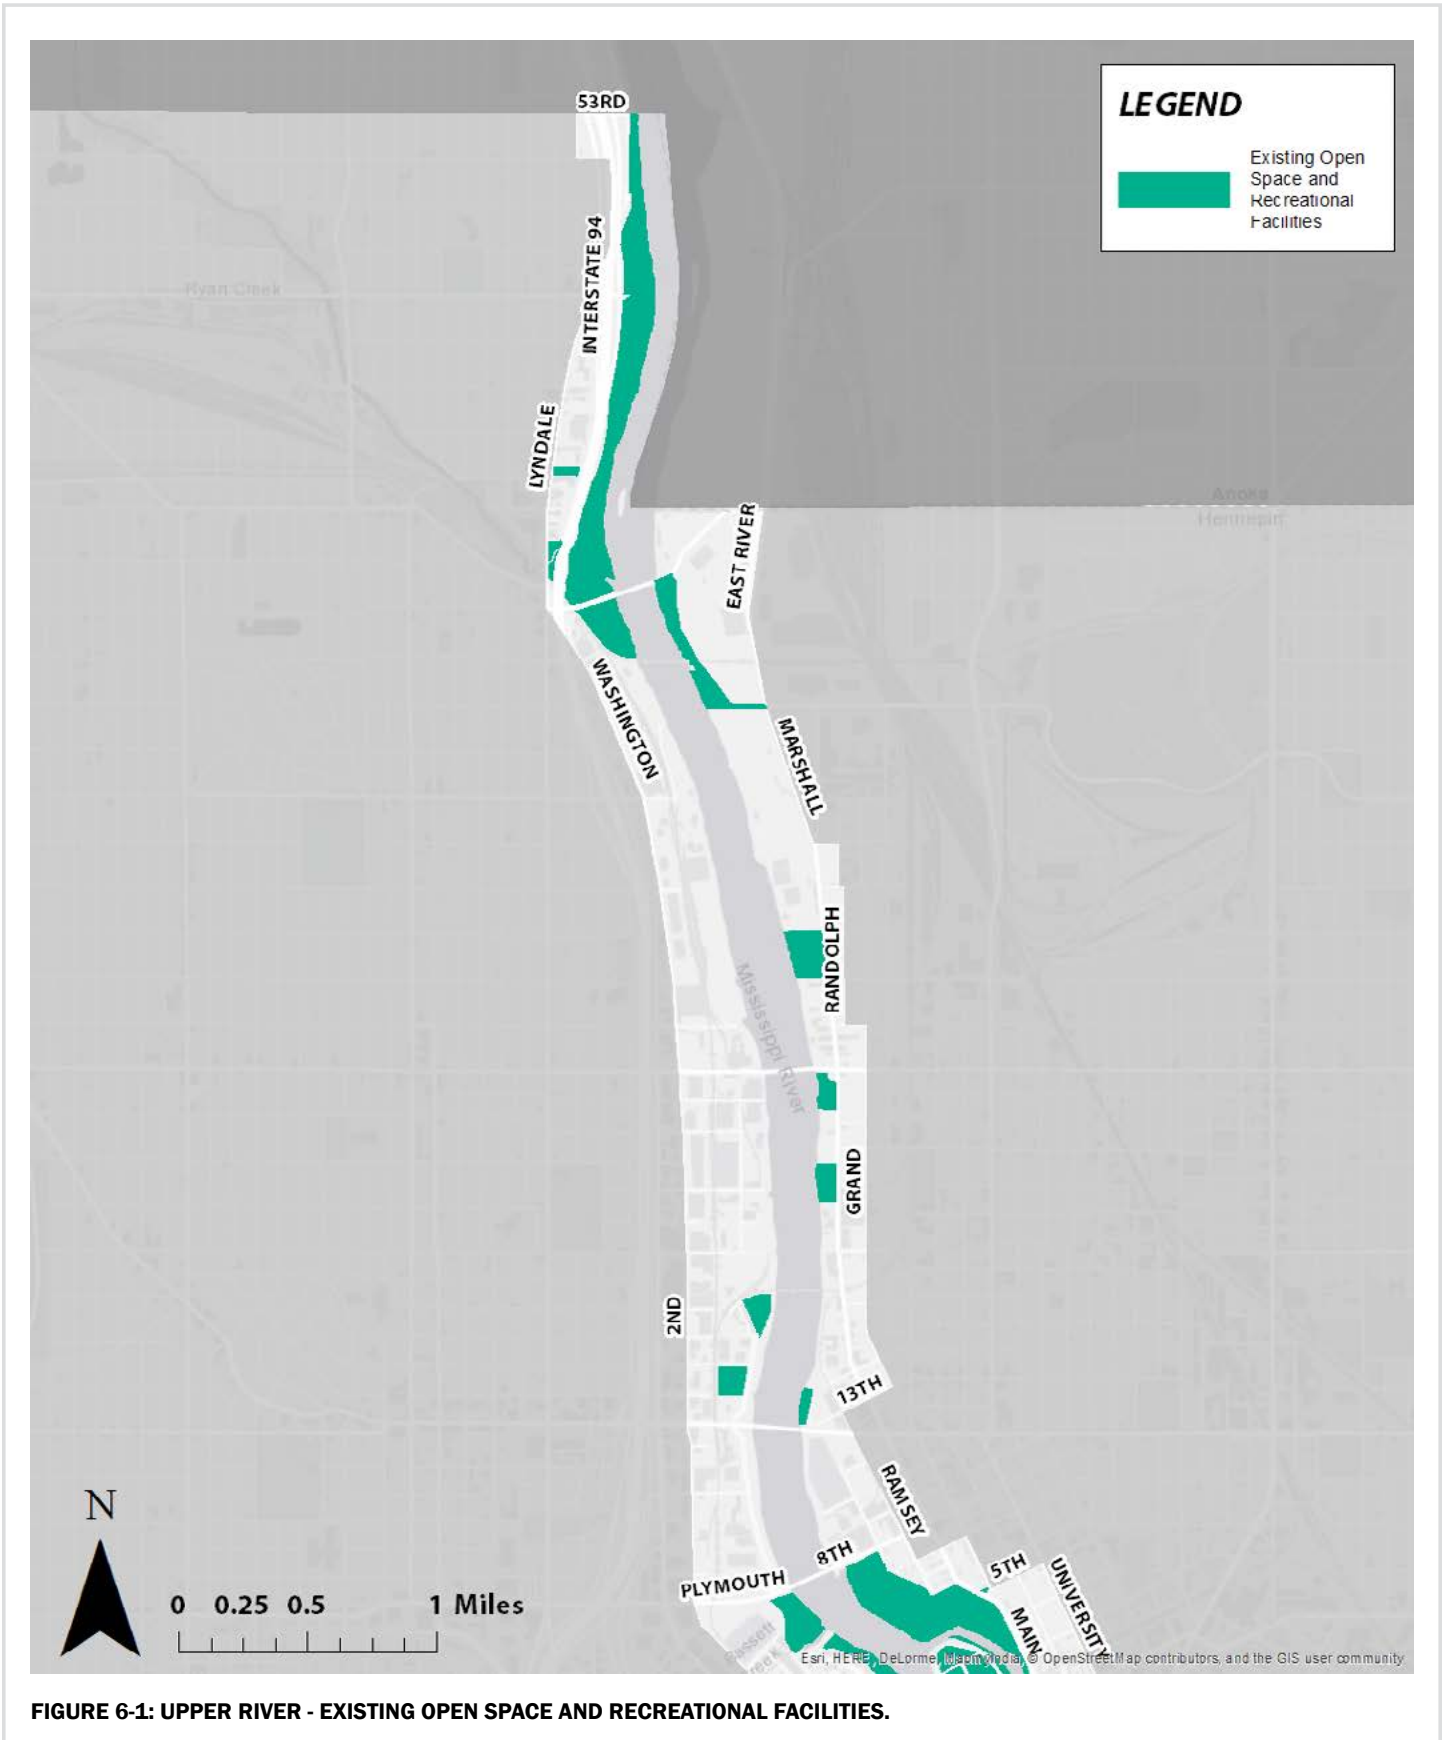 53RD
LEGEND
Existing Open
Space and
Recreational
Facilities
INTERSTATE 94
Ryan Creek
LYNDALE
Anoka
Hennepin
EAST RIVER
WASHINGTON
MARSHALL
RANDOLPH
Mississippi River
GRAND
2ND
13TH
RAMSEY
N
8TH
5TH
UNIVERSITY
PLYMOUTH
MAIN
0 0.25 0.5 1 Miles
Bassett
Creek
Esri, HERE, DeLorme, MapmyIndia, © OpenStreetMap contributors, and the GIS user community
FIGURE 6-1: UPPER RIVER - EXISTING OPEN SPACE AND RECREATIONAL FACILITIES.